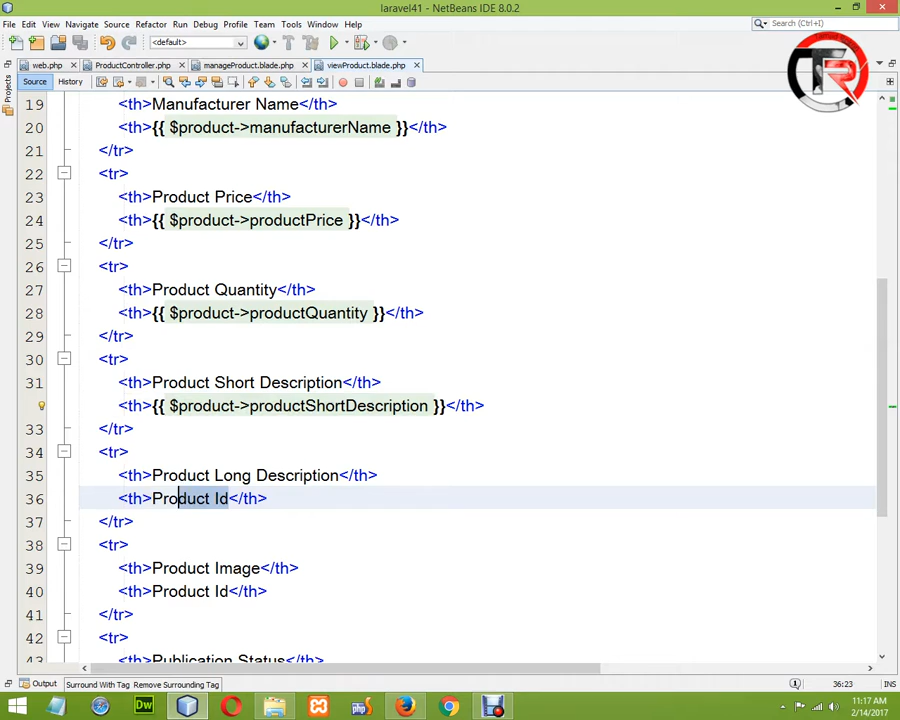 laravel41 - NetBeans IDE 8.0.2
File Edit View Navigate Source Refactor Run Debug Profile Team Tools Window Help
Search (Ctrl+I)
<default>
web.php ProductController.php manageProduct.blade.php viewProduct.blade.php
Source History
Projects
19 <th>Manufacturer Name</th>
20 <th>{{ $product->manufacturerName }}</th>
21 </tr>
22 <tr>
23 <th>Product Price</th>
24 <th>{{ $product->productPrice }}</th>
25 </tr>
26 <tr>
27 <th>Product Quantity</th>
28 <th>{{ $product->productQuantity }}</th>
29 </tr>
30 <tr>
31 <th>Product Short Description</th>
<th>{{ $product->productShortDescription }}</th>
33 </tr>
34 <tr>
35 <th>Product Long Description</th>
36 <th>Product Id</th>
37 </tr>
38 <tr>
39 <th>Product Image</th>
40 <th>Product Id</th>
41 </tr>
42 <tr>
43 <th>Publication Status</th>
Output Surround With Tag Remove Surrounding Tag
36:23 INS
Dw
11:17 AM
2/14/2017